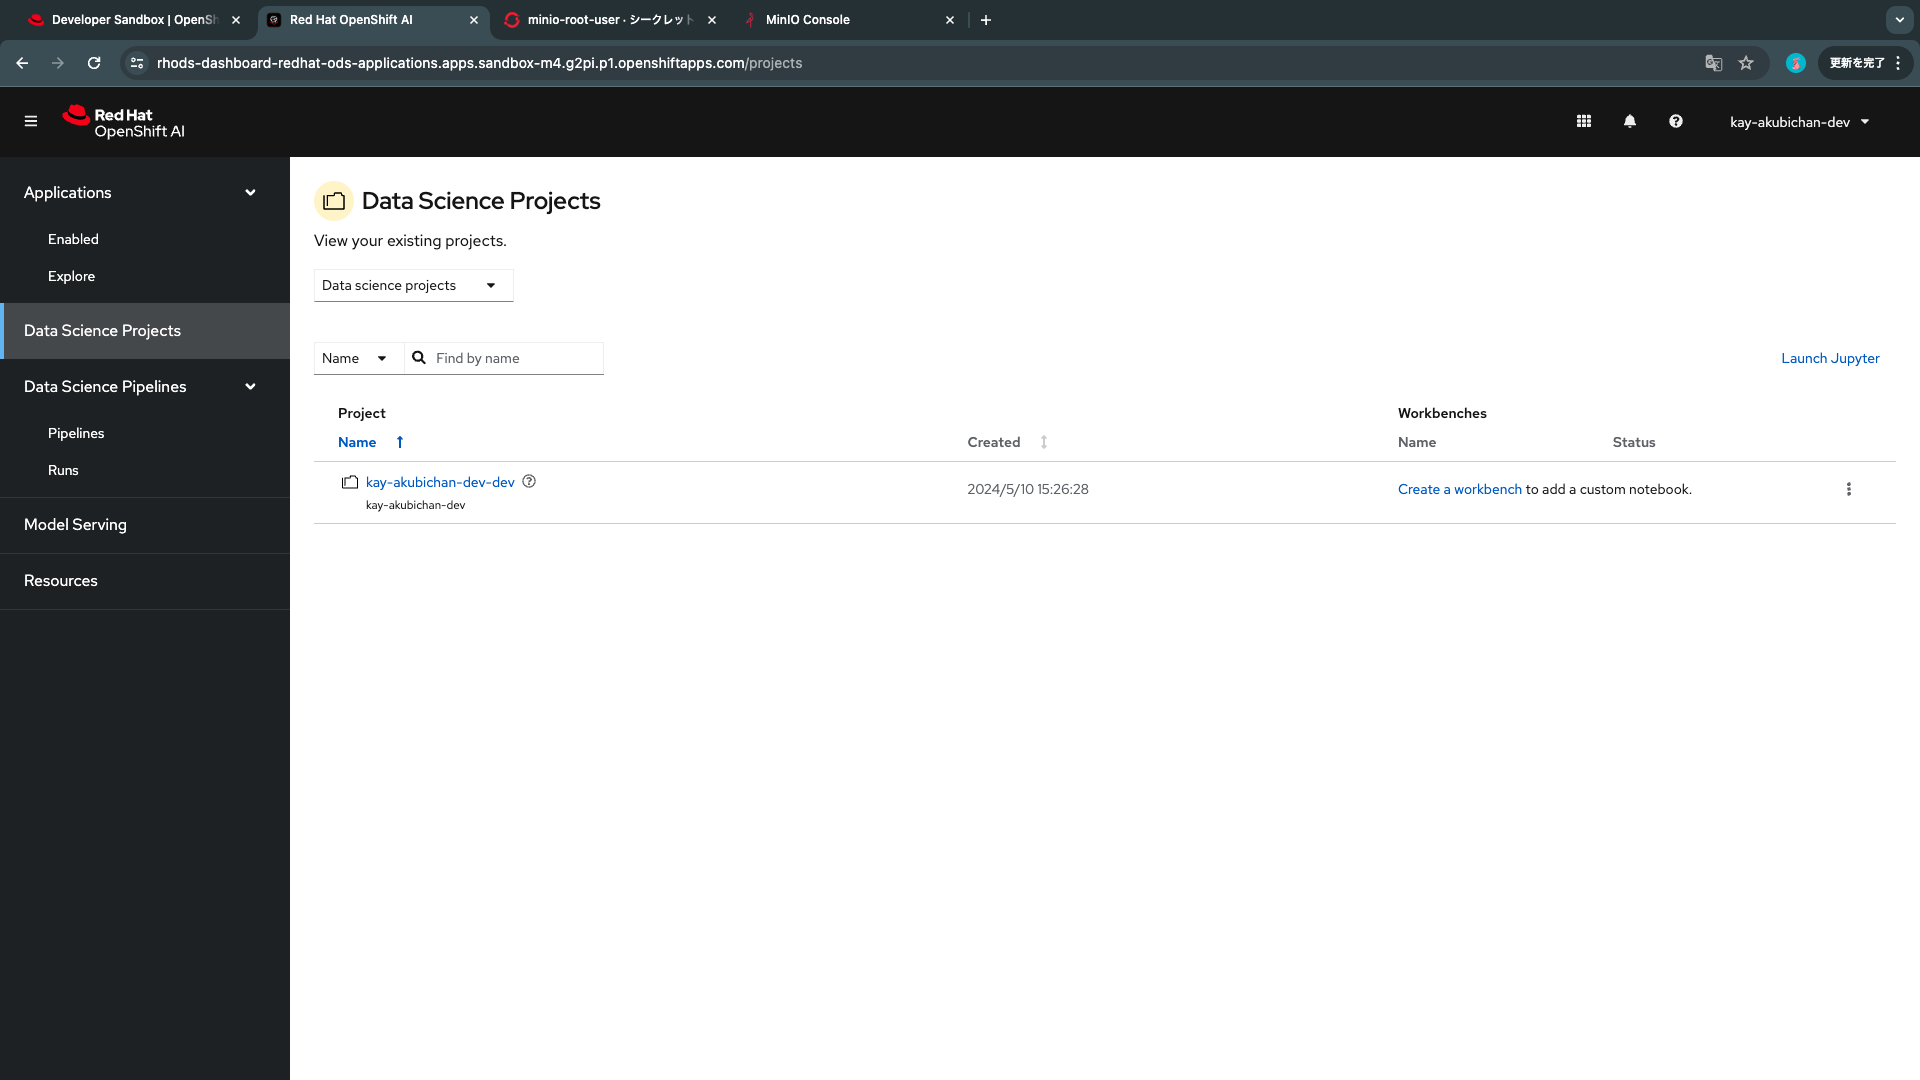 Developer Sandbox | OpenSh
Red Hat OpenShift AI
minio-root-user · シークレット
MinIO Console
rhods-dashboard-redhat-ods-applications.apps.sandbox-m4.g2pi.p1.openshiftapps.com/projects
更新を完了
Red Hat
OpenShift AI
kay-akubichan-dev
Applications
Enabled
Explore
Data Science Projects
Data Science Pipelines
Pipelines
Runs
Model Serving
Resources
Data Science Projects
View your existing projects.
Data science projects
Name
Find by name
Launch Jupyter
Project
Workbenches
Name
Created
Name
Status
kay-akubichan-dev-dev
kay-akubichan-dev
2024/5/10 15:26:28
Create a workbench to add a custom notebook.